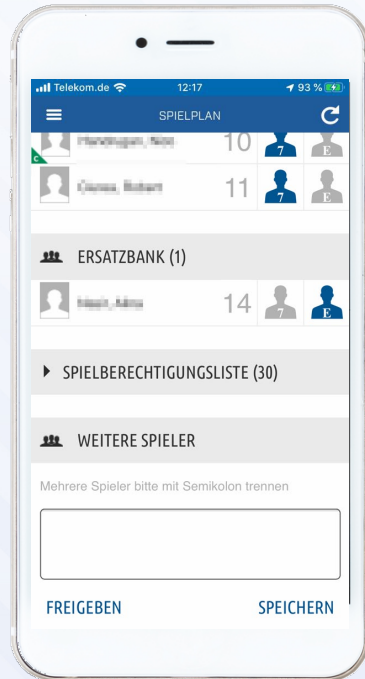 Telekom.de 12:17 93 %
SPIELPLAN
C
10 7 E
11 7 E
ERSATZBANK (1)
14 7 E
SPIELBERECHTIGUNGSLISTE (30)
WEITERE SPIELER
Mehrere Spieler bitte mit Semikolon trennen
FREIGEBEN SPEICHERN